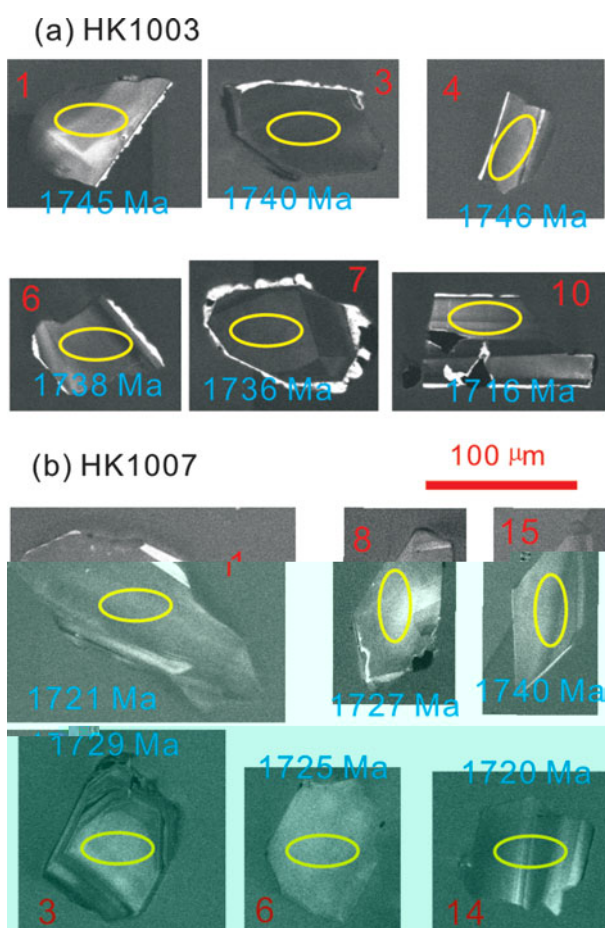 (a) HK1003
1
3
4
1745 Ma
1740 Ma
1746 Ma
6
7
10
1738 Ma
1736 Ma
1716 Ma
(b) HK1007
100 μm
8
15
1721 Ma
1727 Ma
1740 Ma
1729 Ma
1725 Ma
1720 Ma
3
6
14